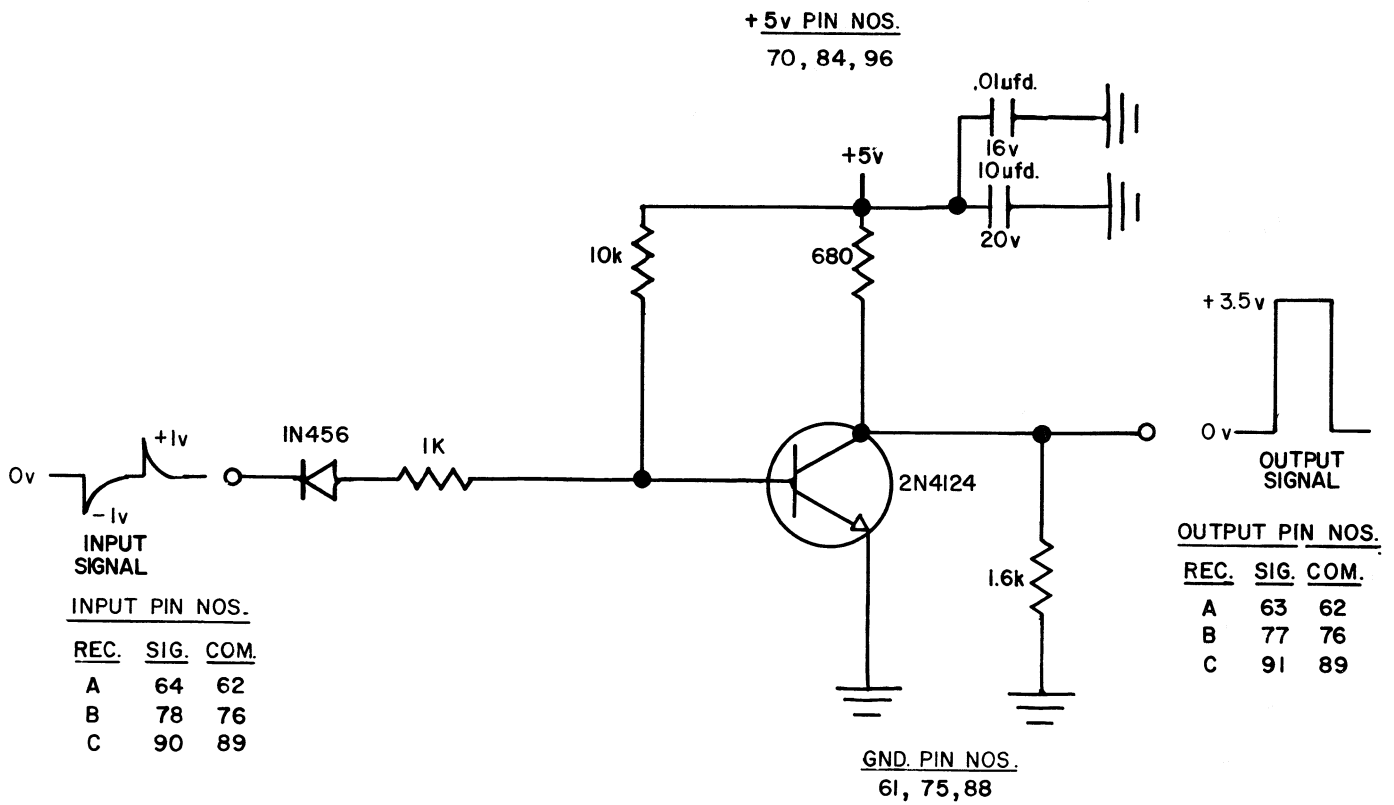 +5v PIN NOS.
70, 84, 96
.01ufd.
16v
+5v
10ufd.
20v
10k
680
+3.5v
0v
OUTPUT
SIGNAL
+1v
0v
-1v
INPUT
SIGNAL
1N456
1K
2N4124
1.6k
OUTPUT PIN NOS.
REC. SIG. COM.
A 63 62
B 77 76
C 91 89
INPUT PIN NOS.
REC. SIG. COM.
A 64 62
B 78 76
C 90 89
GND. PIN NOS.
61, 75, 88